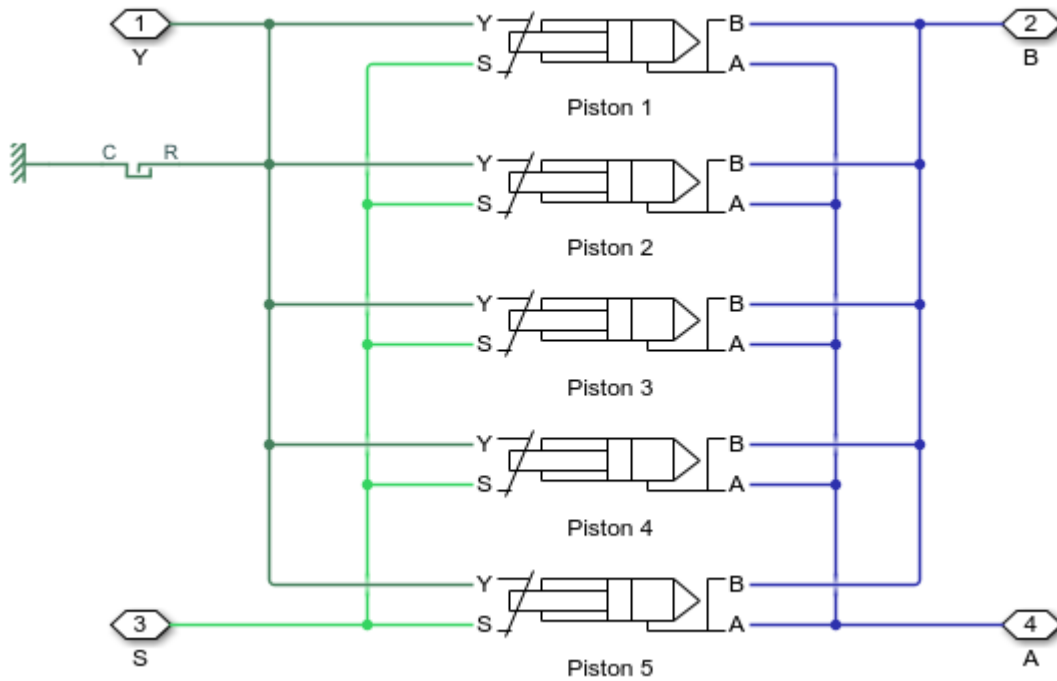 1 Y B 2
Y S A B
Piston 1
C R Y B
S A
Piston 2
Y B
S A
Piston 3
Y B
S A
Piston 4
Y B
3 S A 4
S Piston 5 A